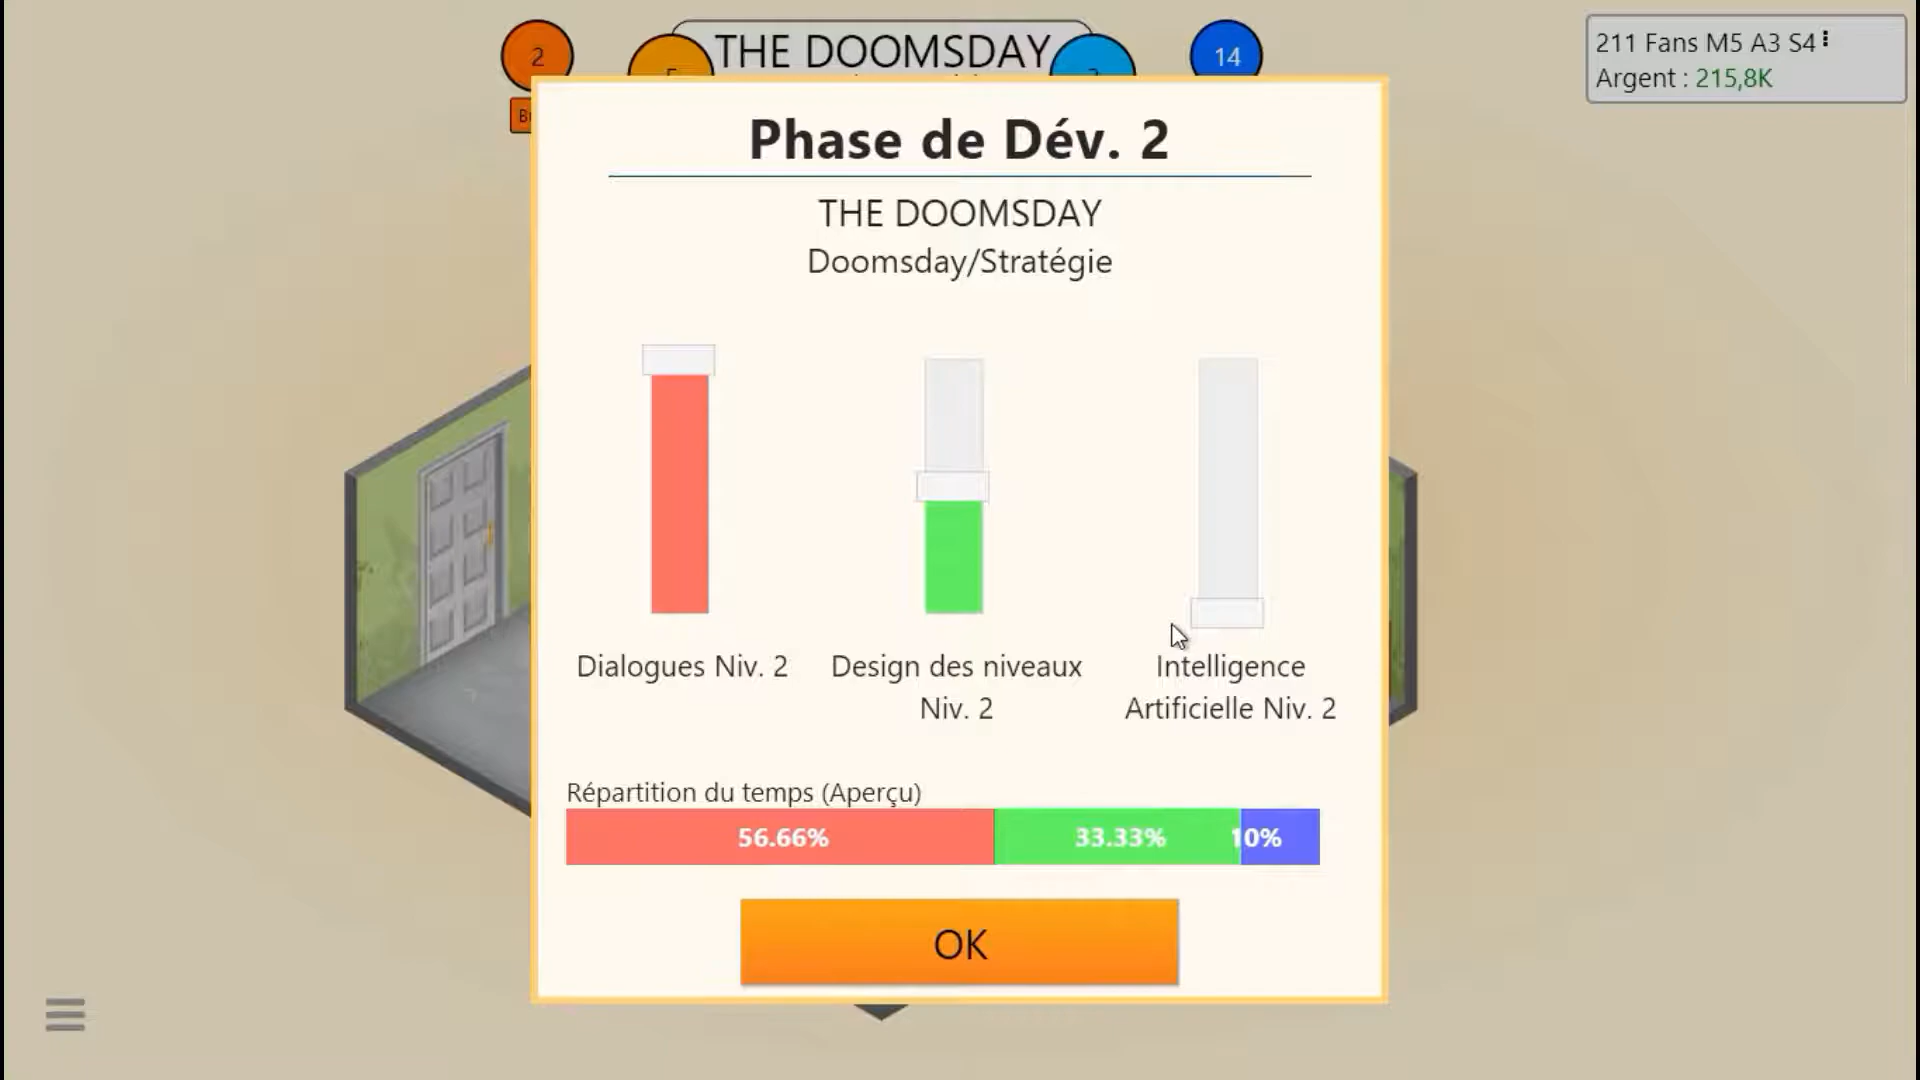 2
THE DOOMSDAY
14
211 Fans M5 A3 S4
Argent : 215,8K
Phase de Dév. 2
THE DOOMSDAY
Doomsday/Stratégie
Dialogues Niv. 2
Design des niveaux
Niv. 2
Intelligence
Artificielle Niv. 2
Répartition du temps (Aperçu)
56.66%
33.33%
10%
OK